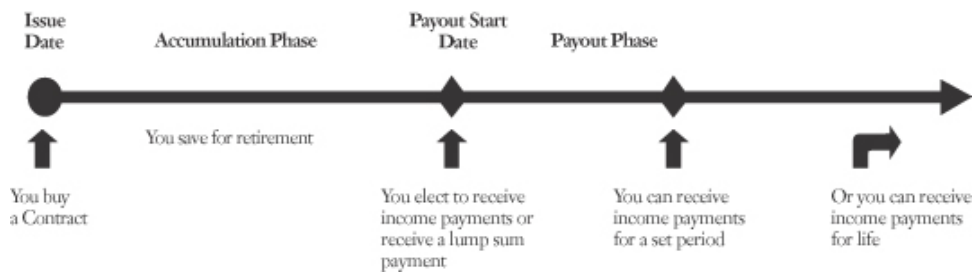 Issue
Date
Accumulation Phase
Payout Start
Date
Payout Phase
You save for retirement
You buy
a Contract
You elect to receive
income payments or
receive a lump sum
payment
You can receive
income payments
for a set period
Or you can receive
income payments
for life